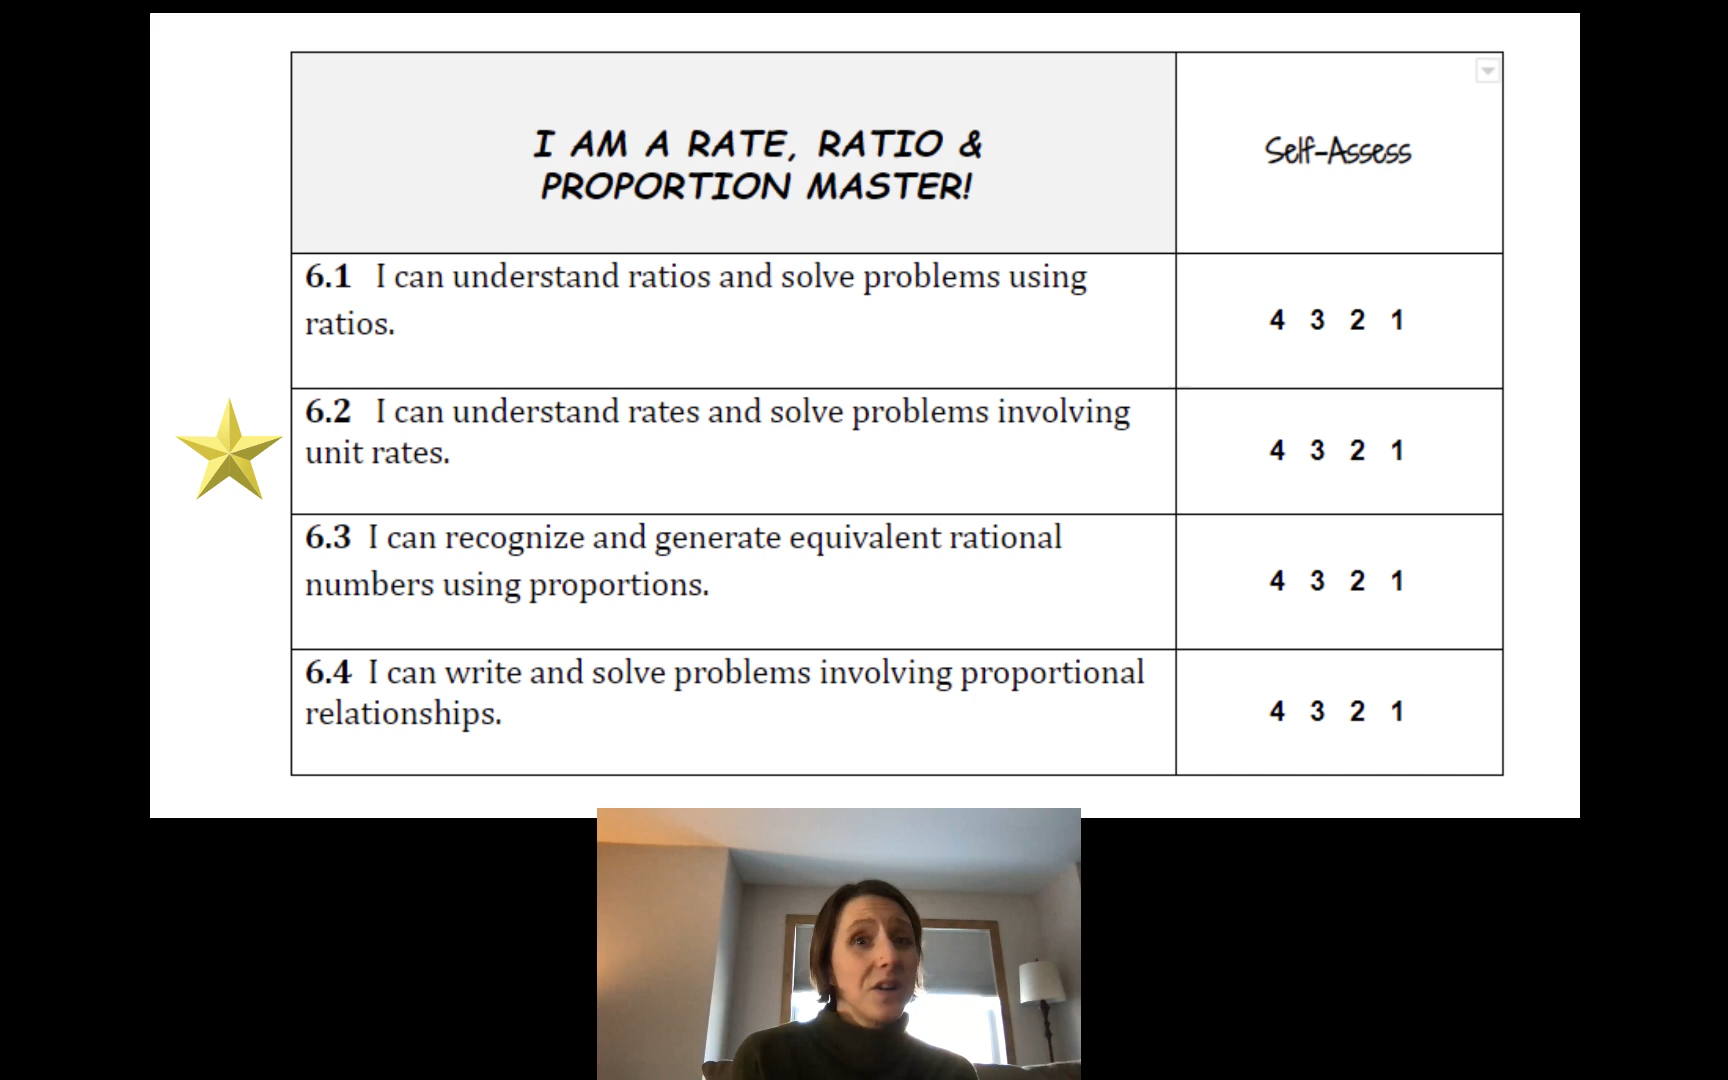 I AM A RATE, RATIO &
PROPORTION MASTER!
Self-Assess
6.1 I can understand ratios and solve problems using
ratios.
4 3 2 1
6.2 I can understand rates and solve problems involving
unit rates.
4 3 2 1
6.3 I can recognize and generate equivalent rational
numbers using proportions.
4 3 2 1
6.4 I can write and solve problems involving proportional
relationships.
4 3 2 1